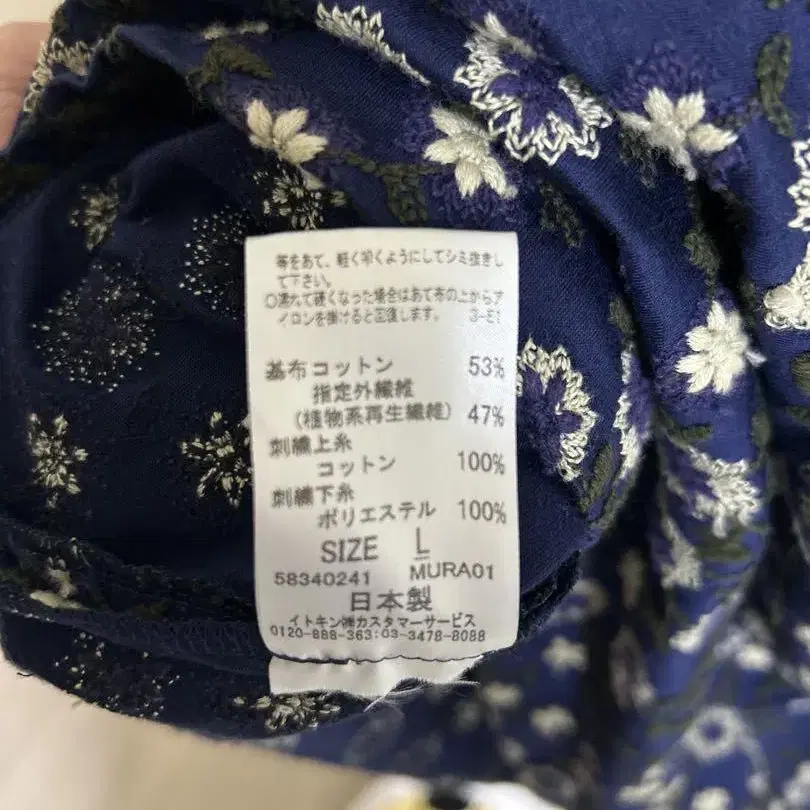 等をあて、軽く叩くようにしてシミ抜きし
て下さい。
○濡れて硬くなった場合はあて布の上からア
イロンを掛けると回復します。 3-E1
基布コットン 53%
指定外繊維
(植物系再生繊維) 47%
刺繍上糸
コットン 100%
刺繍下糸
ポリエステル 100%
SIZE L
58340241 MURA01
日本製
イトキン㈱カスタマーサービス
0120-888-363:03-3478-8088